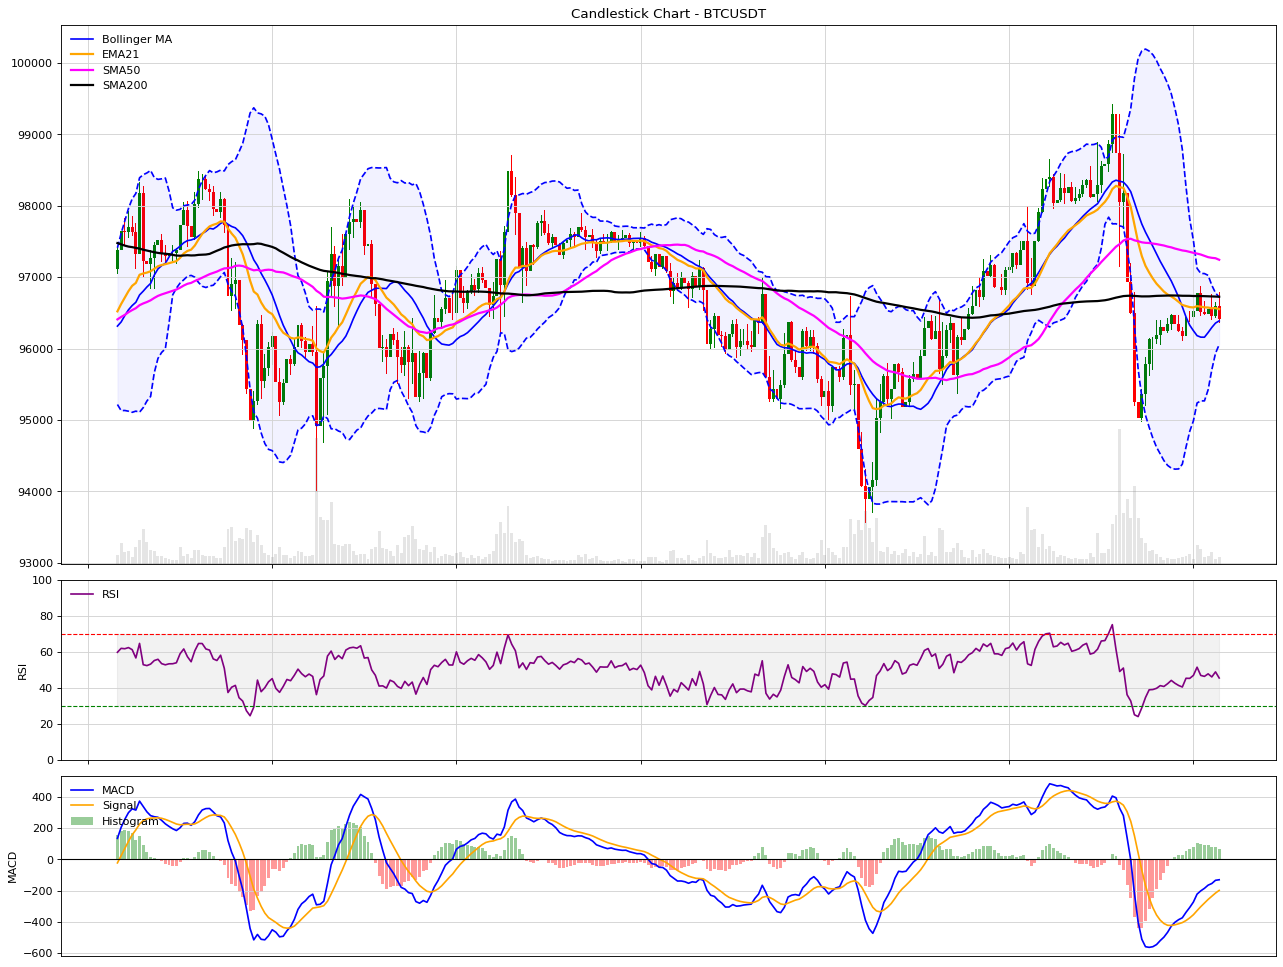 Candlestick Chart - BTCUSDT
Bollinger MA
EMA21
SMA50
SMA200
100000
99000
98000
97000
96000
95000
94000
93000
RSI
RSI
100
80
60
40
20
0
MACD
MACD
Signal
Histogram
400
200
0
−200
−400
−600